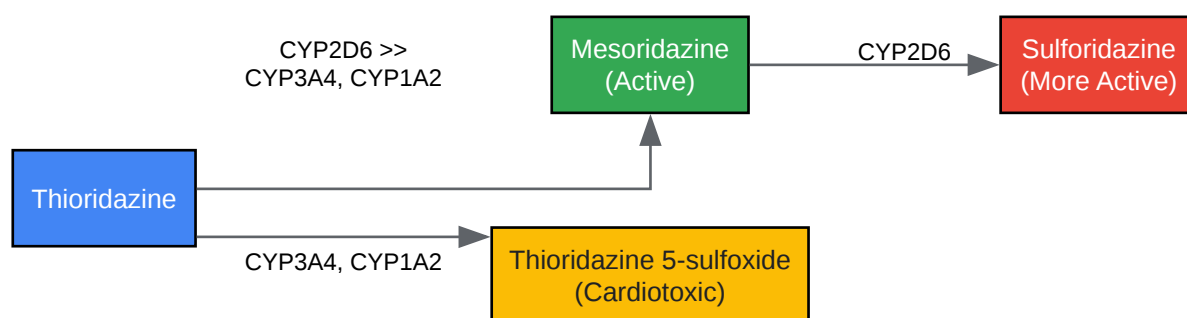 CYP2D6 >>
CYP3A4, CYP1A2
Mesoridazine
(Active)
CYP2D6
Sulforidazine
(More Active)
Thioridazine
CYP3A4, CYP1A2
Thioridazine 5-sulfoxide
(Cardiotoxic)